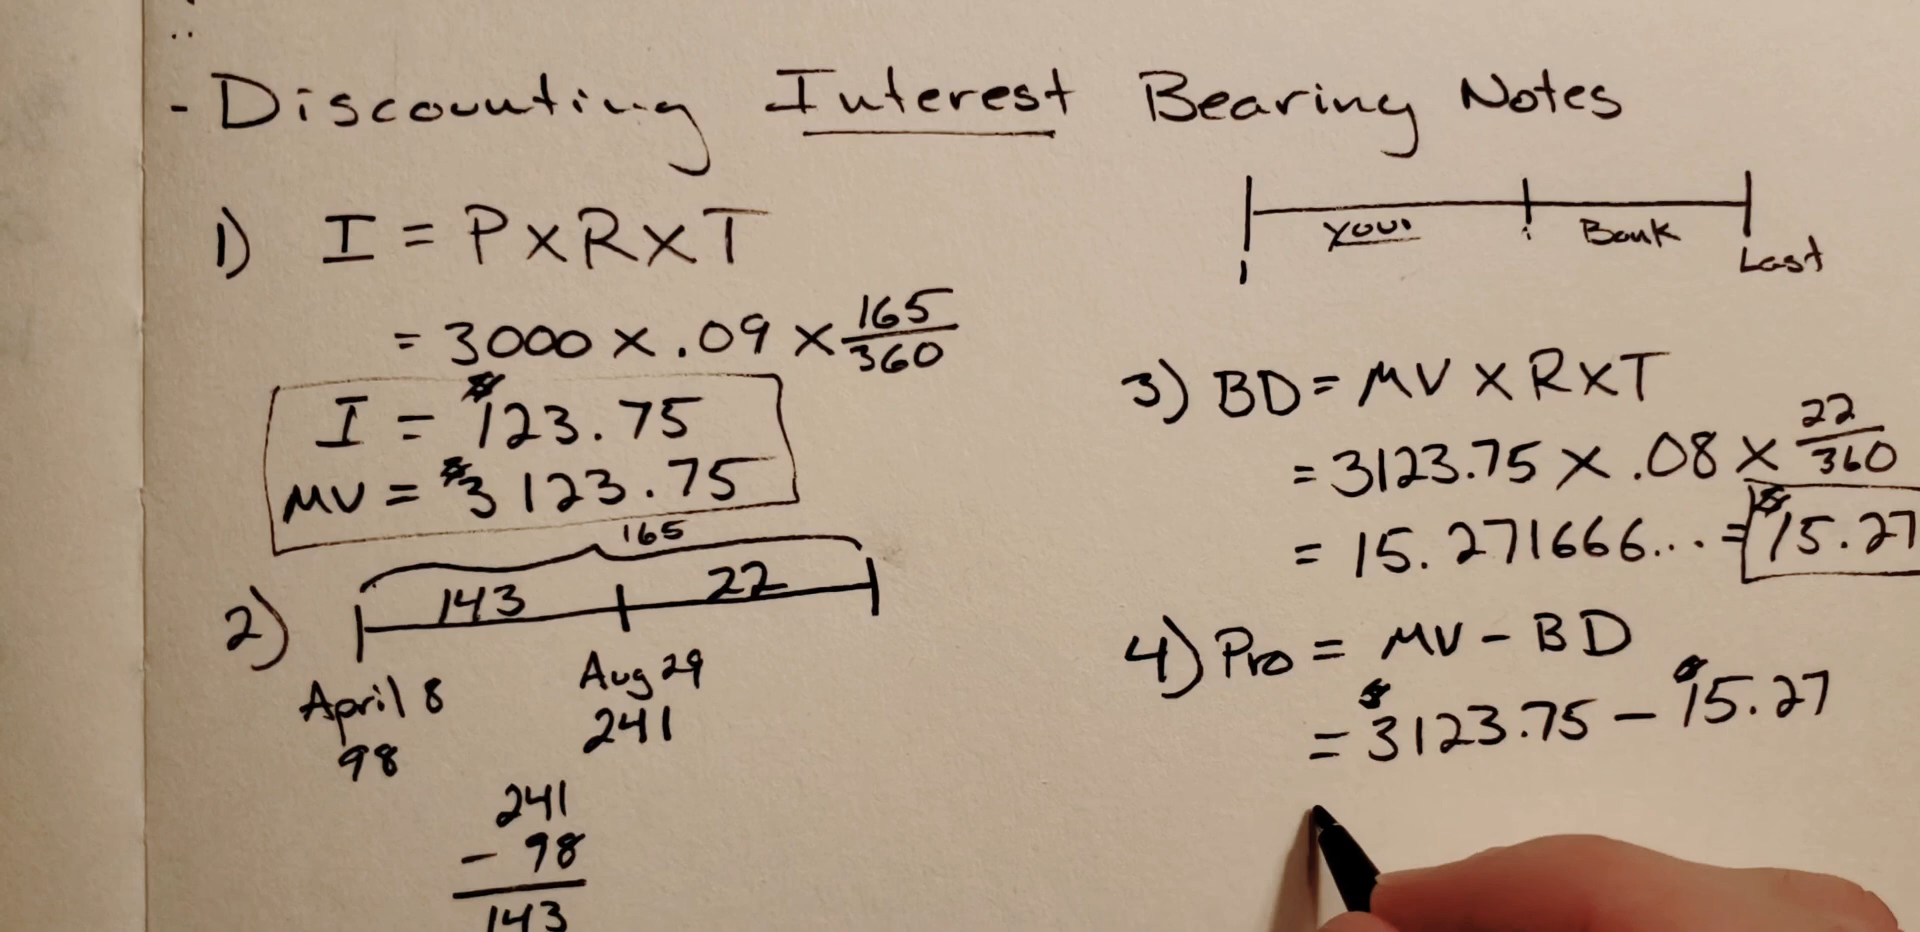 - Discounting Interest Bearing Notes
Your Bank
1 Last
1) I = P x R x T
= 3000 x .09 x 165/360
I = $123.75
MV = $3123.75
165
2) 143 22
April 8 Aug 29
98 241
241
- 98
143
3) BD = MV x R x T
= 3123.75 x .08 x 22/360
= 15.271666... = $15.27
4) Pro = MV - BD
= $3123.75 - $15.27